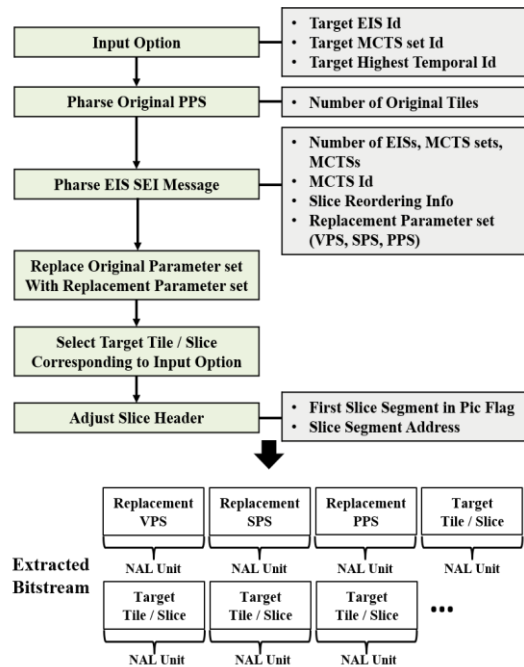 Input Option
• Target EIS Id
• Target MCTS set Id
• Target Highest Temporal Id
Pharse Original PPS
• Number of Original Tiles
Pharse EIS SEI Message
• Number of EISs, MCTS sets,
MCTSs
• MCTS Id
• Slice Reordering Info
• Replacement Parameter set
(VPS, SPS, PPS)
Replace Original Parameter set
With Replacement Parameter set
Select Target Tile / Slice
Corresponding to Input Option
Adjust Slice Header
• First Slice Segment in Pic Flag
• Slice Segment Address
Extracted
Bitstream
Replacement
VPS
Replacement
SPS
Replacement
PPS
Target
Tile / Slice
NAL Unit
NAL Unit
NAL Unit
NAL Unit
Target
Tile / Slice
Target
Tile / Slice
Target
Tile / Slice
•••
NAL Unit
NAL Unit
NAL Unit